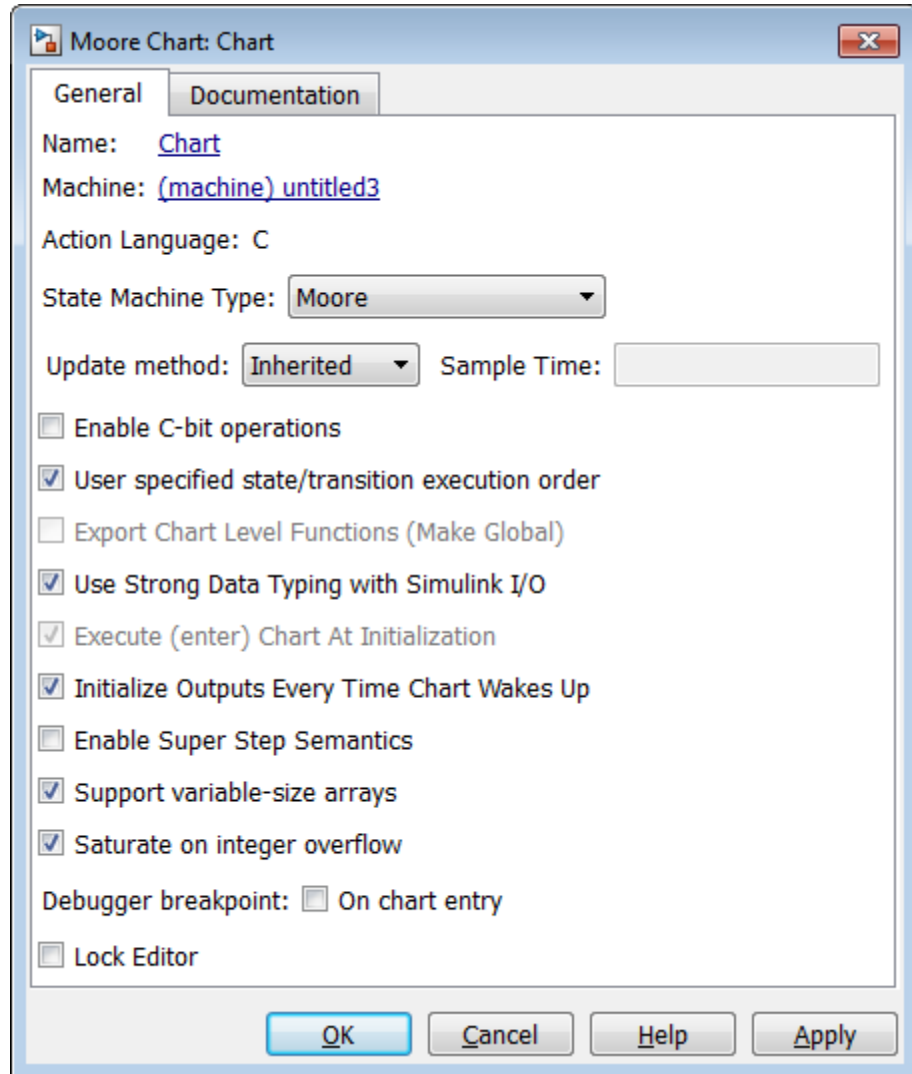 Moore Chart: Chart
General Documentation
Name: Chart
Machine: (machine) untitled3
Action Language: C
State Machine Type: Moore
Update method: Inherited Sample Time:
Enable C-bit operations
User specified state/transition execution order
Export Chart Level Functions (Make Global)
Use Strong Data Typing with Simulink I/O
Execute (enter) Chart At Initialization
Initialize Outputs Every Time Chart Wakes Up
Enable Super Step Semantics
Support variable-size arrays
Saturate on integer overflow
Debugger breakpoint: On chart entry
Lock Editor
OK Cancel Help Apply